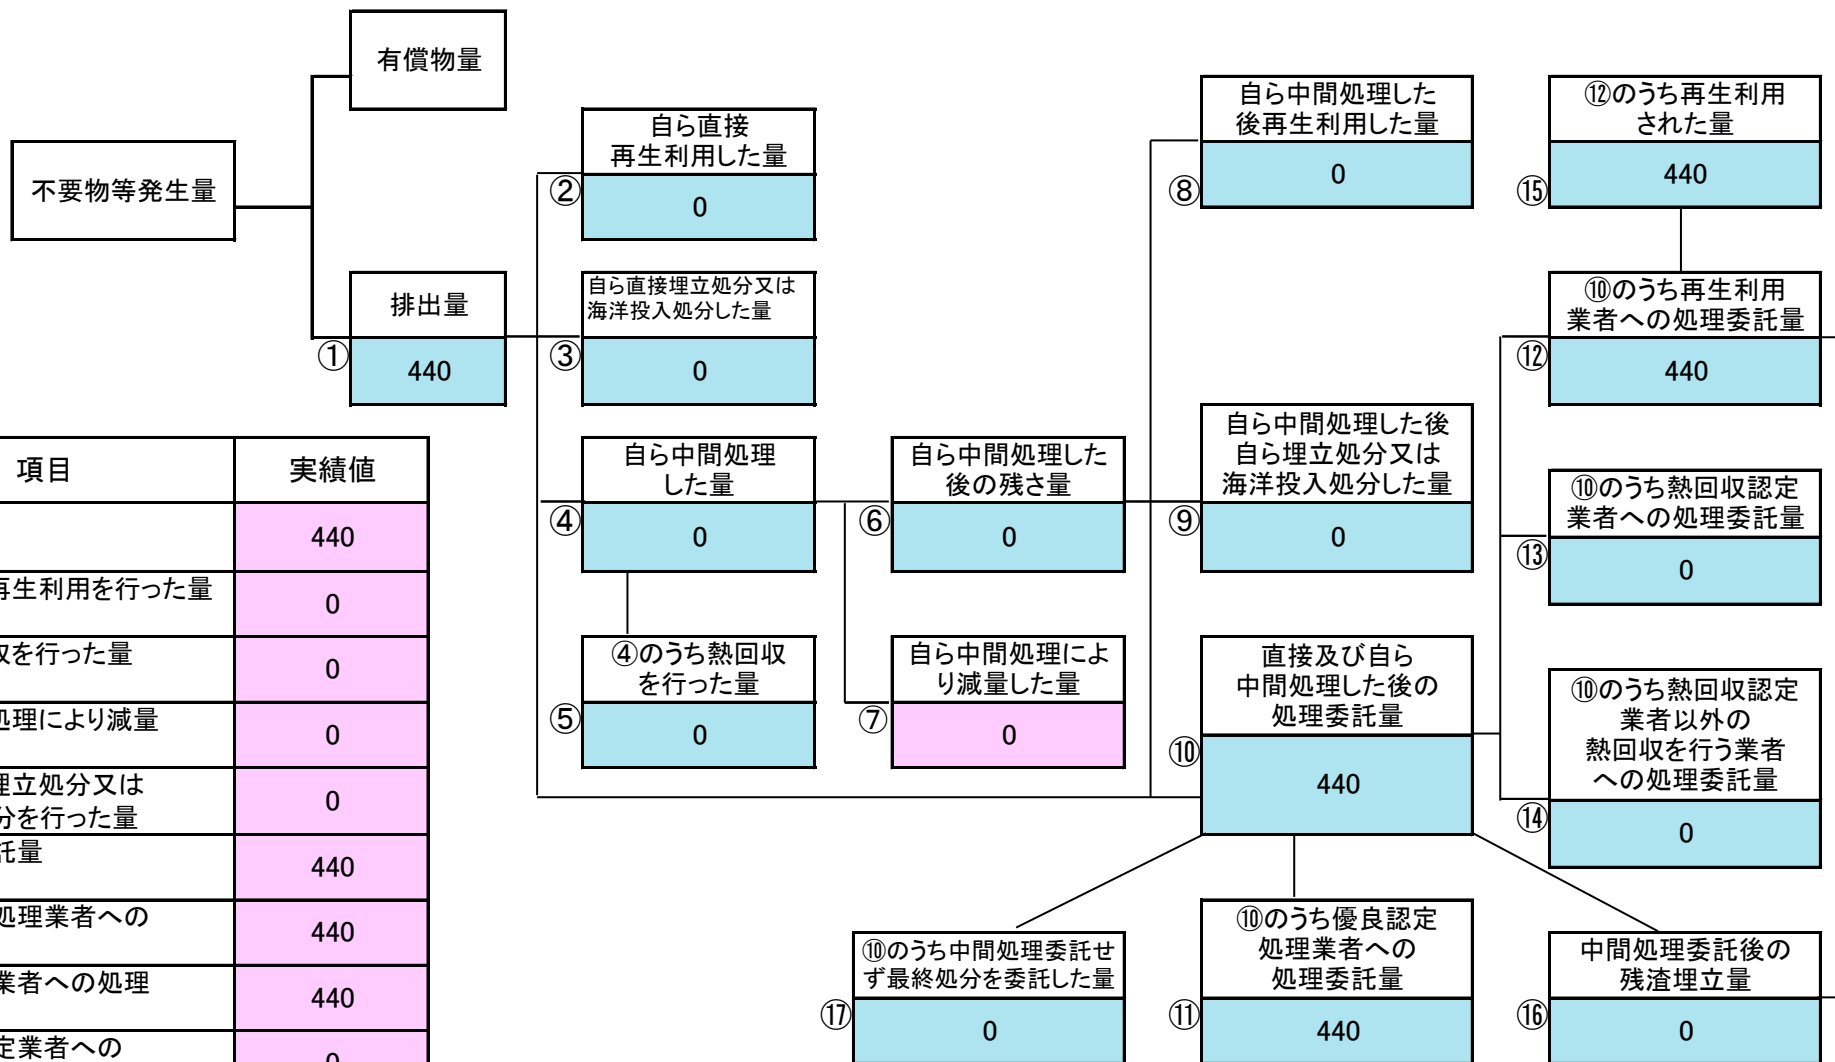 有償物量
不要物等発生量
排出量
①
440
自ら直接
再生利用した量
②
0
自ら直接埋立処分又は
海洋投入処分した量
③
0
自ら中間処理
した量
④
0
④のうち熱回収
を行った量
⑤
0
自ら中間処理した
後の残さ量
⑥
0
自ら中間処理によ
り減量した量
⑦
0
自ら中間処理した
後再生利用した量
⑧
0
自ら中間処理した後
自ら埋立処分又は
海洋投入処分した量
⑨
0
直接及び自ら
中間処理した後の
処理委託量
⑩
440
⑩のうち優良認定
処理業者への
処理委託量
⑪
440
⑫のうち再生利用
された量
⑮
440
⑩のうち再生利用
業者への処理委託量
⑫
440
⑩のうち熱回収認定
業者への処理委託量
⑬
0
⑩のうち熱回収認定
業者以外の
熱回収を行う業者
への処理委託量
⑭
0
中間処理委託後の
残渣埋立量
⑯
0
⑩のうち中間処理委託せ
ず最終処分を委託した量
⑰
0
項目 実績値
440
再生利用を行った量
0
を行った量
0
処理により減量
0
埋立処分又は
分を行った量
0
託量
440
処理業者への
440
業者への処理
440
定業者への
0